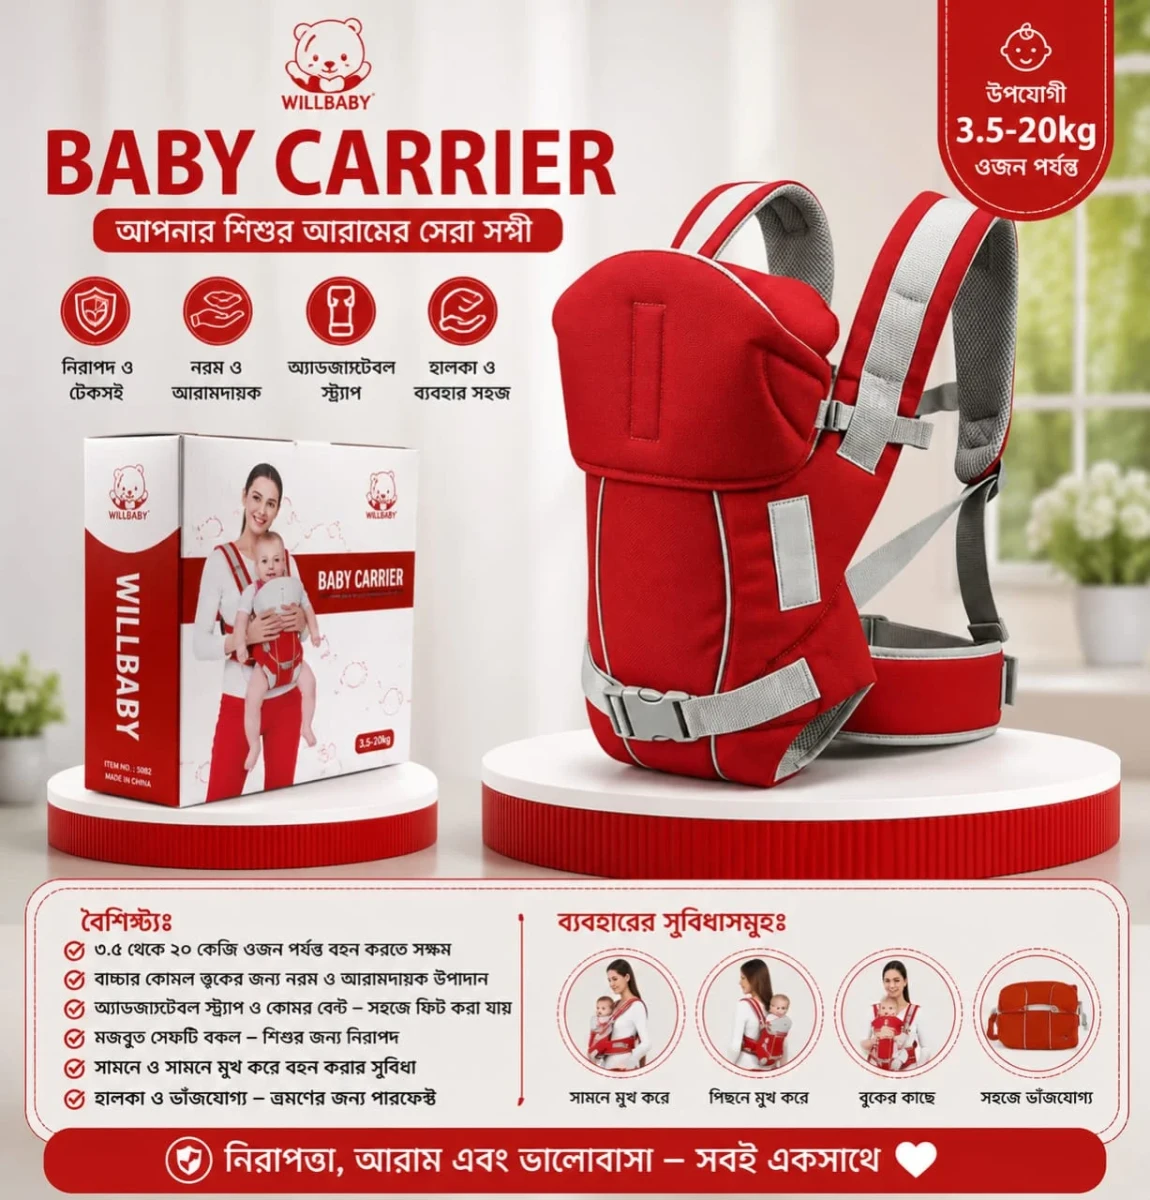 WILLBABY
BABY CARRIER
আপনার শিশুর আরামের সেরা সঙ্গী
উপযোগী
3.5-20kg
ওজন পর্যন্ত
নিরাপদ ও
টেকসই
নরম ও
আরামদায়ক
অ্যাডজাস্টেবল
স্ট্র্যাপ
হালকা ও
ব্যবহার সহজ
WILLBABY
WILLBABY
ITEM NO. : 5082
MADE IN CHINA
WILLBABY
BABY CARRIER
3.5-20kg
বৈশিষ্ট্যঃ
৩.৫ থেকে ২০ কেজি ওজন পর্যন্ত বহন করতে সক্ষম
বাচ্চার কোমল ত্বকের জন্য নরম ও আরামদায়ক উপাদান
অ্যাডজাস্টেবল স্ট্র্যাপ ও কোমর বেল্ট – সহজে ফিট করা যায়
মজবুত সেফটি বকল – শিশুর জন্য নিরাপদ
সামনে ও সামনে মুখ করে বহন করার সুবিধা
হালকা ও ভাঁজযোগ্য – ভ্রমণের জন্য পারফেক্ট
ব্যবহারের সুবিধাসমুহঃ
সামনে মুখ করে
পিছনে মুখ করে
বুকের কাছে
সহজে ভাঁজযোগ্য
নিরাপত্তা, আরাম এবং ভালোবাসা – সবই একসাথে